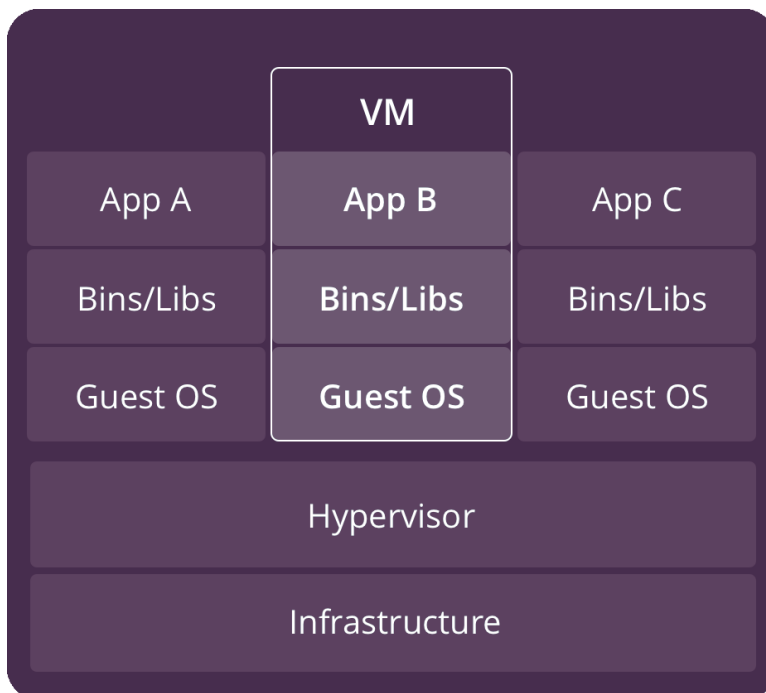 VM
App A
App B
App C
Bins/Libs
Bins/Libs
Bins/Libs
Guest OS
Guest OS
Guest OS
Hypervisor
Infrastructure